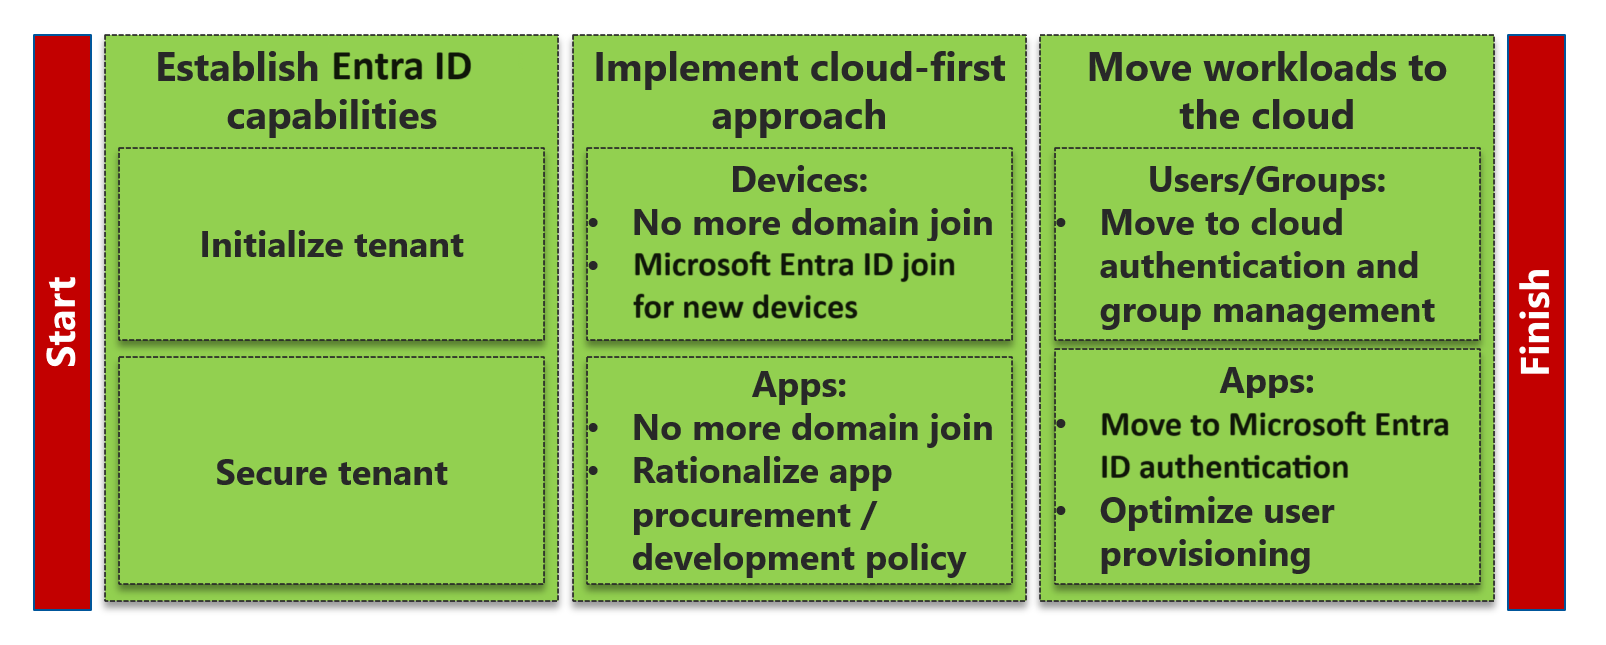 Start
Establish Entra ID
capabilities
Initialize tenant
Secure tenant
Implement cloud-first
approach
Devices:
• No more domain join
• Microsoft Entra ID join
for new devices
Apps:
• No more domain join
• Rationalize app
procurement /
development policy
Move workloads to
the cloud
Users/Groups:
• Move to cloud
authentication and
group management
Apps:
• Move to Microsoft Entra
ID authentication
• Optimize user
provisioning
Finish